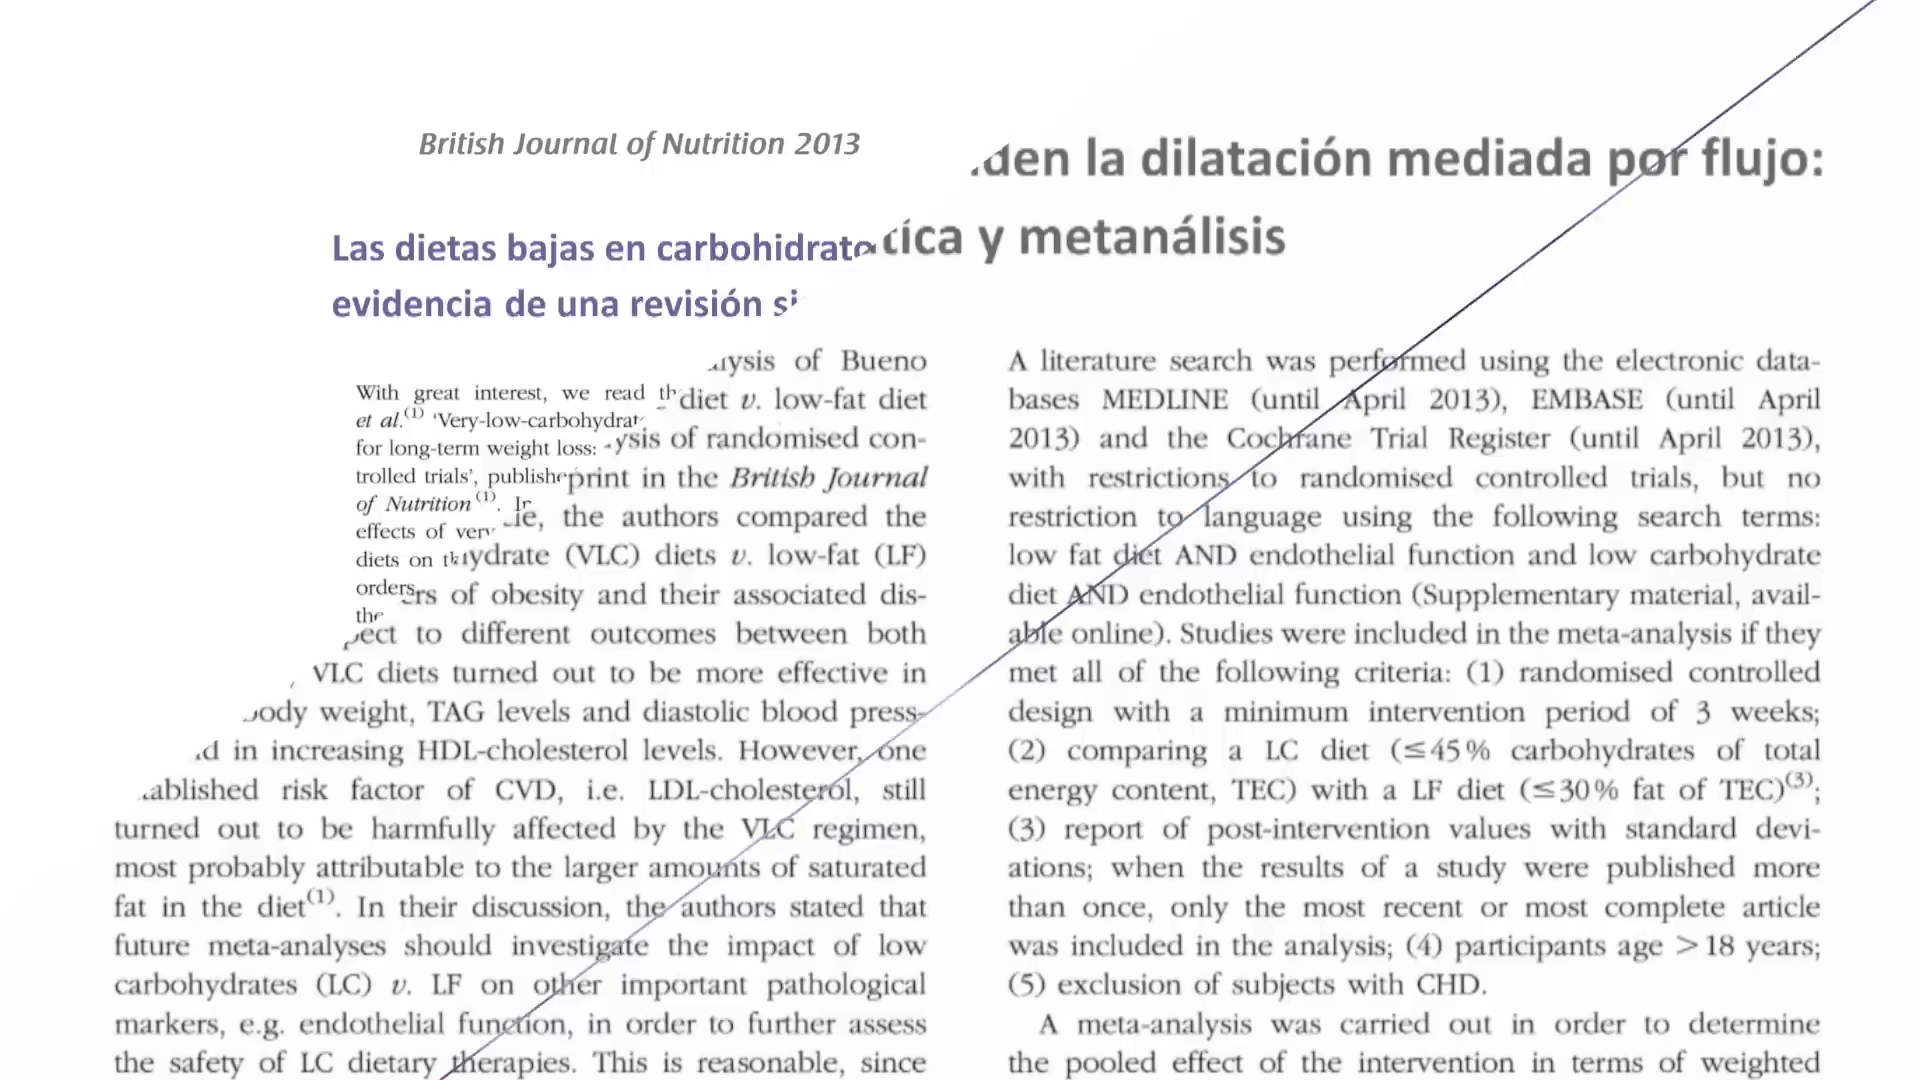 British Journal of Nutrition 2013
den la dilatación mediada por flujo:
Las dietas bajas en carbohidrato
tica y metanálisis
evidencia de una revisión si
With great interest, we read th
et al.(1) 'Very-low-carbohydrat
for long-term weight loss:
trolled trials', publishe
of Nutrition(1). In
effects of very
diets on th
orders
the
ysis of Bueno
diet v. low-fat diet
ysis of randomised con-
print in the British Journal
the authors compared the
ydrate (VLC) diets v. low-fat (LF)
ers of obesity and their associated dis-
pect to different outcomes between both
VLC diets turned out to be more effective in
body weight, TAG levels and diastolic blood press-
d in increasing HDL-cholesterol levels. However, one
ablished risk factor of CVD, i.e. LDL-cholesterol, still
turned out to be harmfully affected by the VLC regimen,
most probably attributable to the larger amounts of saturated
fat in the diet(1). In their discussion, the authors stated that
future meta-analyses should investigate the impact of low
carbohydrates (LC) v. LF on other important pathological
markers, e.g. endothelial function, in order to further assess
the safety of LC dietary therapies. This is reasonable, since
A literature search was performed using the electronic data-
bases MEDLINE (until April 2013), EMBASE (until April
2013) and the Cochrane Trial Register (until April 2013),
with restrictions to randomised controlled trials, but no
restriction to language using the following search terms:
low fat diet AND endothelial function and low carbohydrate
diet AND endothelial function (Supplementary material, avail-
able online). Studies were included in the meta-analysis if they
met all of the following criteria: (1) randomised controlled
design with a minimum intervention period of 3 weeks;
(2) comparing a LC diet (≤45% carbohydrates of total
energy content, TEC) with a LF diet (≤30% fat of TEC)(3);
(3) report of post-intervention values with standard devi-
ations; when the results of a study were published more
than once, only the most recent or most complete article
was included in the analysis; (4) participants age >18 years;
(5) exclusion of subjects with CHD.
A meta-analysis was carried out in order to determine
the pooled effect of the intervention in terms of weighted